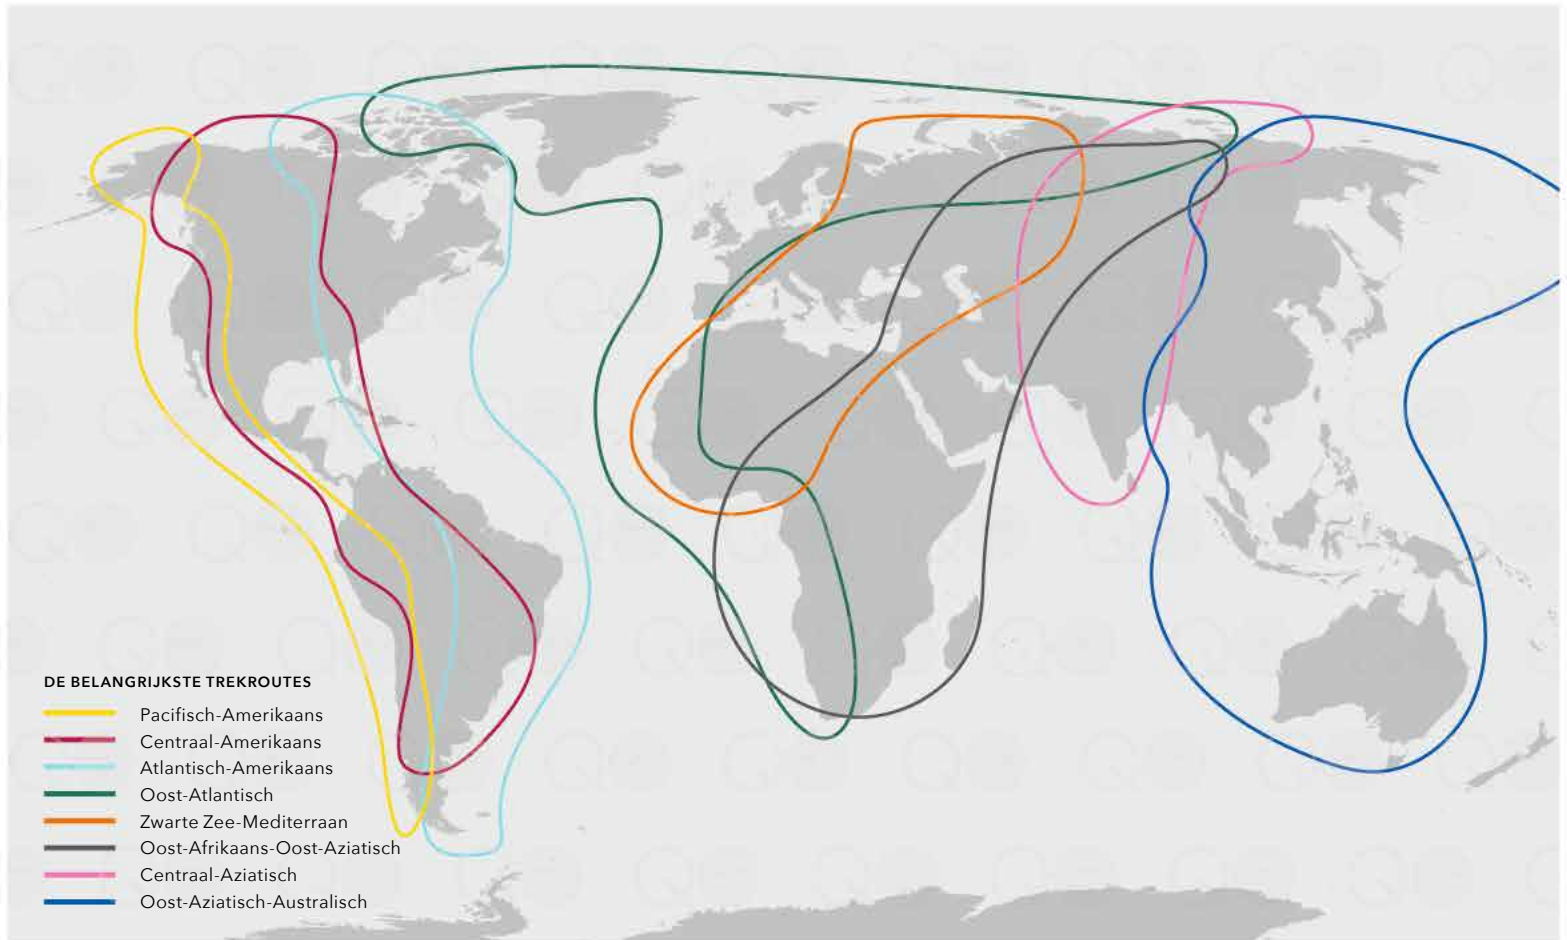 DE BELANGRIJKSTE TREKROUTES
Pacifisch-Amerikaans
Centraal-Amerikaans
Atlantisch-Amerikaans
Oost-Atlantisch
Zwarte Zee-Mediterraan
Oost-Afrikaans-Oost-Aziatisch
Centraal-Aziatisch
Oost-Aziatisch-Australisch